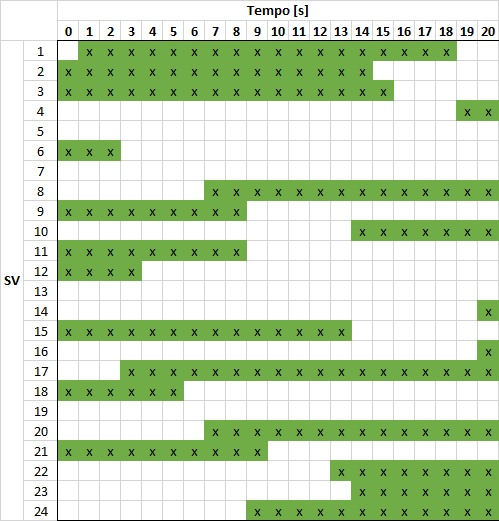 Tempo [s]
0 1 2 3 4 5 6 7 8 9 10 11 12 13 14 15 16 17 18 19 20
SV
1 x x x x x x x x x x x x x x x x x x
2 x x x x x x x x x x x x x x x
3 x x x x x x x x x x x x x x x x
4 x x
5
6 x x x
7
8 x x x x x x x x x x x x x x
9 x x x x x x x x x
10 x x x x x x x
11 x x x x x x x x x
12 x x x x
13
14 x
15 x x x x x x x x x x x x x x
16 x
17 x x x x x x x x x x x x x x x x x x
18 x x x x x x
19
20 x x x x x x x x x x x x x x
21 x x x x x x x x x x
22 x x x x x x x x
23 x x x x x x x
24 x x x x x x x x x x x x